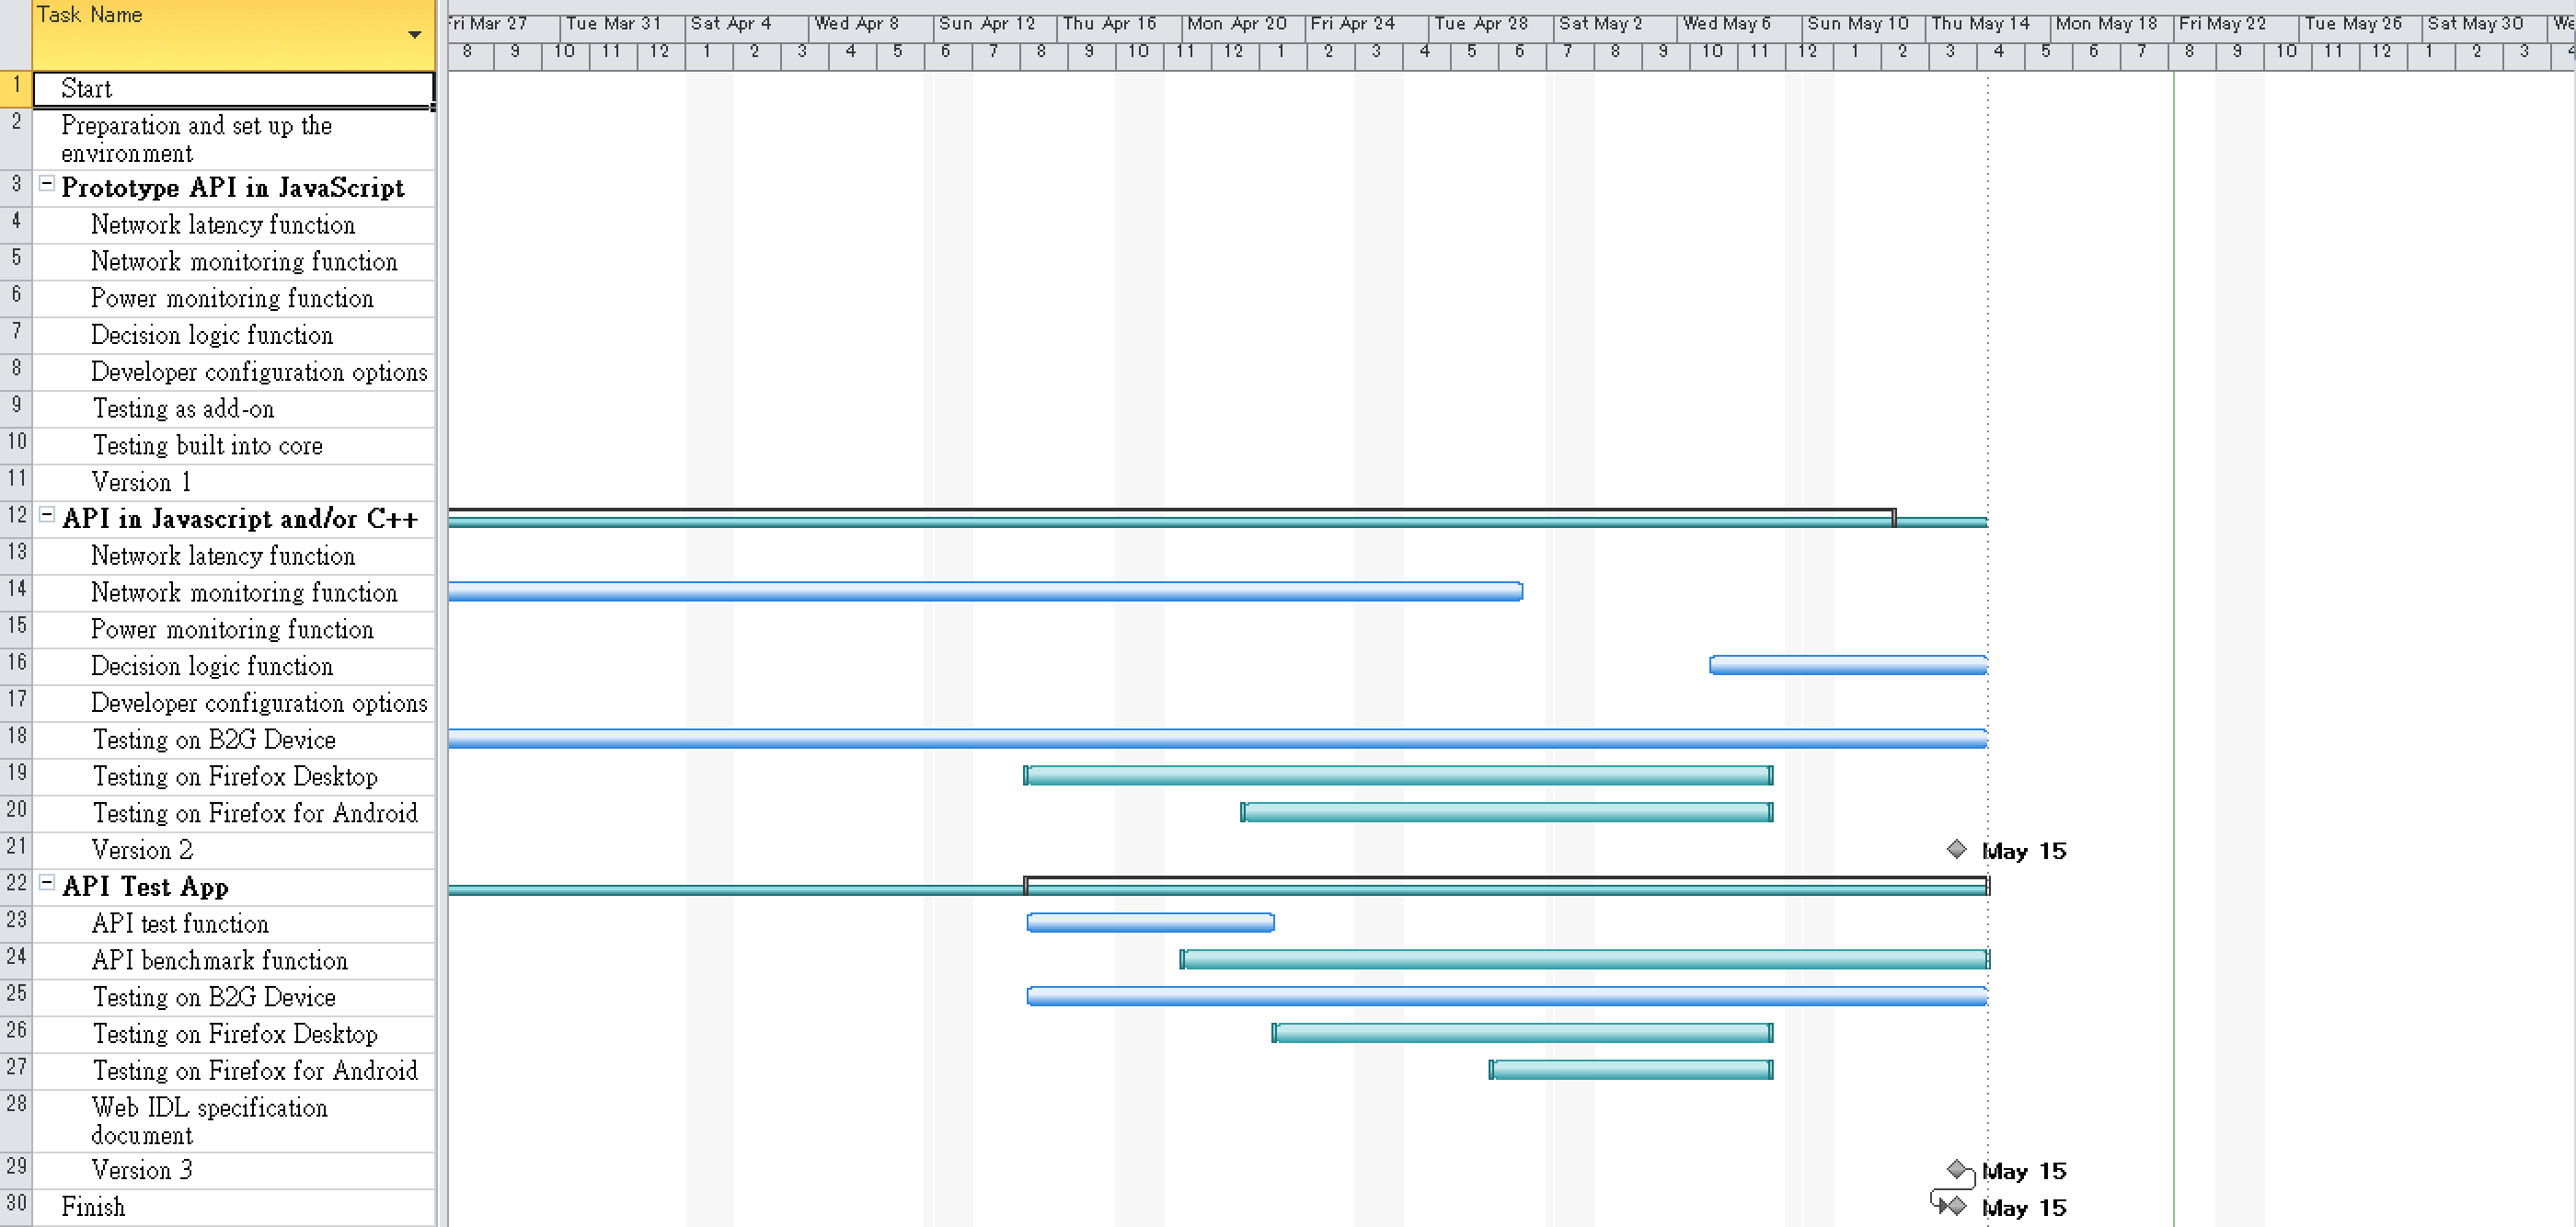 Task Name
Fri Mar 27 Tue Mar 31 Sat Apr 4 Wed Apr 8 Sun Apr 12 Thu Apr 16 Mon Apr 20 Fri Apr 24 Tue Apr 28 Sat May 2 Wed May 6 Sun May 10 Thu May 14 Mon May 18 Fri May 22 Tue May 26 Sat May 30 We
8 9 10 11 12 1 2 3 4 5 6 7 8 9 10 11 12 1 2 3 4 5 6 7 8 9 10 11 12 1 2 3 4 5 6 7 8 9 10 11 12 1 2 3 4
1 Start
2 Preparation and set up the
environment
3 Prototype API in JavaScript
4 Network latency function
5 Network monitoring function
6 Power monitoring function
7 Decision logic function
8 Developer configuration options
9 Testing as add-on
10 Testing built into core
11 Version 1
12 API in Javascript and/or C++
13 Network latency function
14 Network monitoring function
15 Power monitoring function
16 Decision logic function
17 Developer configuration options
18 Testing on B2G Device
19 Testing on Firefox Desktop
20 Testing on Firefox for Android
21 Version 2 May 15
22 API Test App
23 API test function
24 API benchmark function
25 Testing on B2G Device
26 Testing on Firefox Desktop
27 Testing on Firefox for Android
28 Web IDL specification
document
29 Version 3 May 15
30 Finish May 15